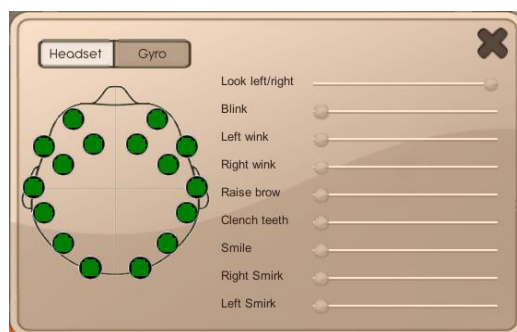 Headset Gyro
Look left/right
Blink
Left wink
Right wink
Raise brow
Clench teeth
Smile
Right Smirk
Left Smirk